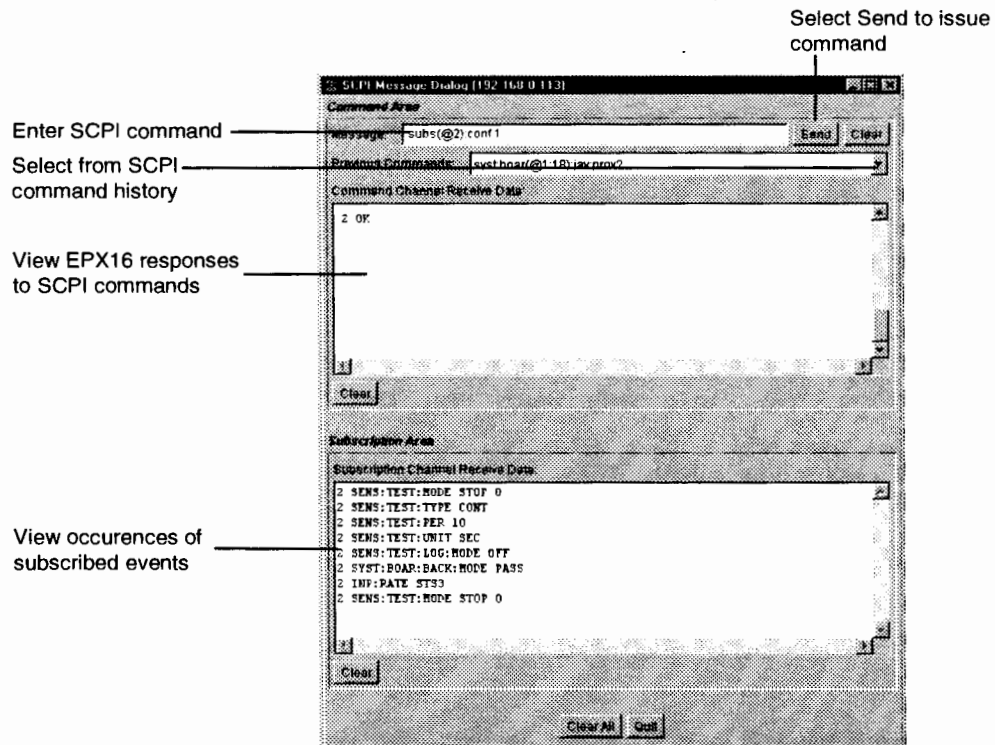 Select Send to issue
command
SCPI Message Dialog [192.168.0.113]
Command Area
Enter SCPI command
Message: subs(@2):conf 1 Send Clear
Select from SCPI
command history
Previous Commands: syst:boar(@1:18):jav:prox?
Command Channel Receive Data:
2 OK
View EPX16 responses
to SCPI commands
Clear
Subscription Area
Subscription Channel Receive Data:
2 SENS:TEST:MODE STOP 0
2 SENS:TEST:TYPE CONT
2 SENS:TEST:PER 10
2 SENS:TEST:UNIT SEC
2 SENS:TEST:LOG:MODE OFF
2 SYST:BOAR:BACK:MODE PASS
2 INP:RATE STS3
2 SENS:TEST:MODE STOP 0
View occurences of
subscribed events
Clear
Clear All Quit